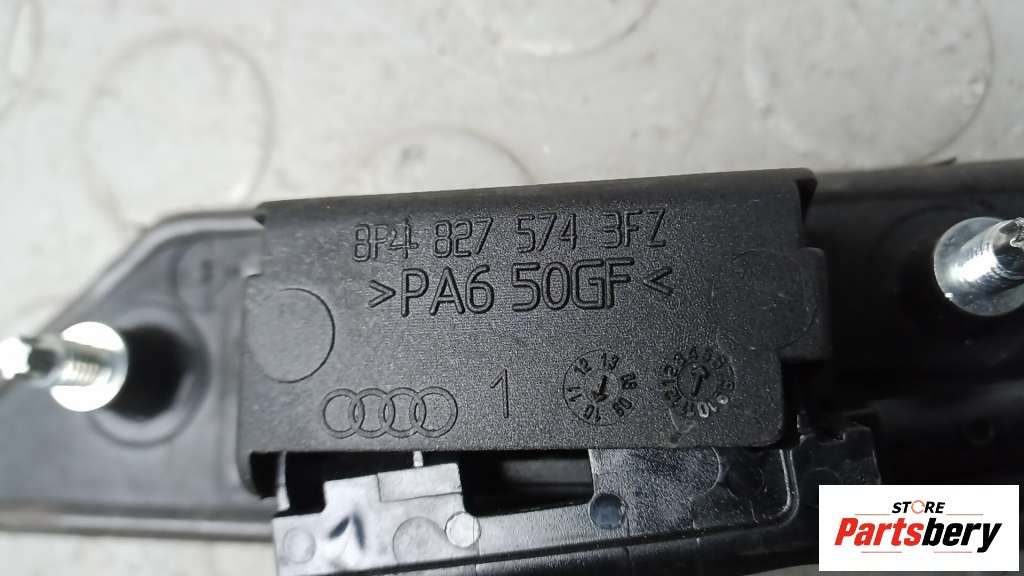 8P4 827 574 3FZ
>PA6 50GF<
1
STORE
Partsbery